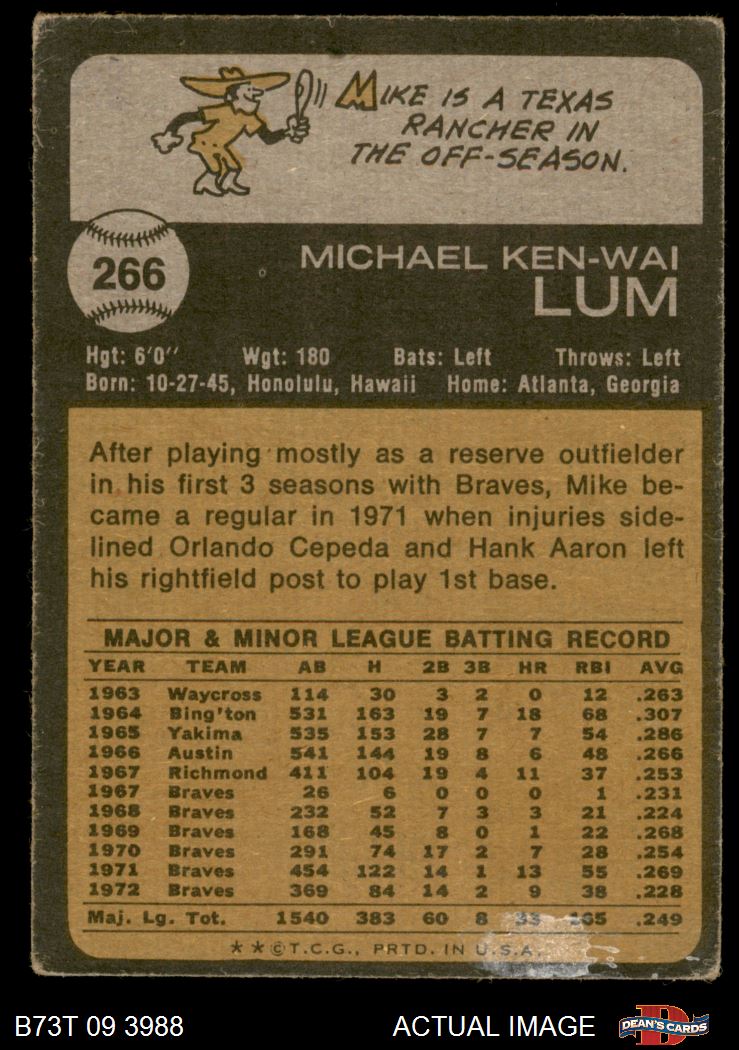 MIKE IS A TEXAS
RANCHER IN
THE OFF-SEASON.
266
MICHAEL KEN-WAI
LUM
Hgt: 6'0" Wgt: 180 Bats: Left Throws: Left
Born: 10-27-45, Honolulu, Hawaii Home: Atlanta, Georgia
After playing mostly as a reserve outfielder
in his first 3 seasons with Braves, Mike be-
came a regular in 1971 when injuries side-
lined Orlando Cepeda and Hank Aaron left
his rightfield post to play 1st base.
MAJOR & MINOR LEAGUE BATTING RECORD
YEAR TEAM AB H 2B 3B HR RBI AVG
1963 Waycross 114 30 3 2 0 12 .263
1964 Bing'ton 531 163 19 7 18 68 .307
1965 Yakima 535 153 28 7 7 54 .286
1966 Austin 541 144 19 8 6 48 .266
1967 Richmond 411 104 19 4 11 37 .253
1967 Braves 26 6 0 0 0 1 .231
1968 Braves 232 52 7 3 3 21 .224
1969 Braves 168 45 8 0 1 22 .268
1970 Braves 291 74 17 2 7 28 .254
1971 Braves 454 122 14 1 13 55 .269
1972 Braves 369 84 14 2 9 38 .228
Maj. Lg. Tot. 1540 383 60 8 33 165 .249
**©T.C.G., PRTD. IN U.S.A.
B73T 09 3988 ACTUAL IMAGE DEAN'S CARDS